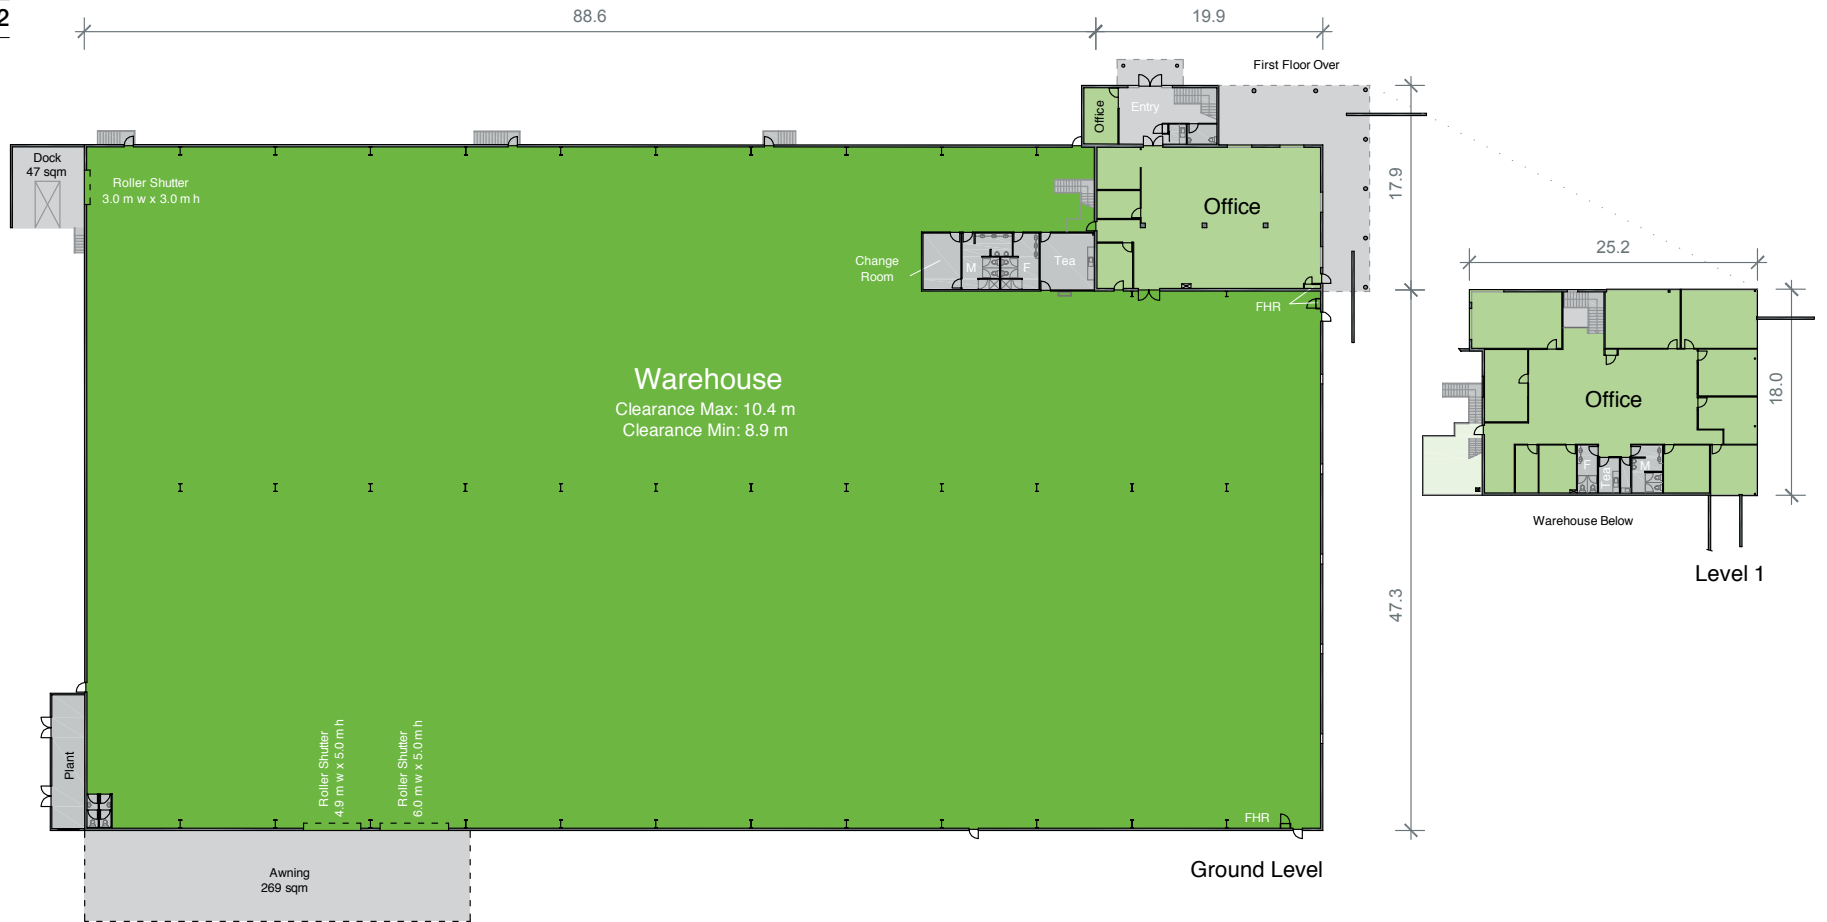 2
88.6
19.9
First Floor Over
Office
Entry
Dock
47 sqm
Roller Shutter
3.0 m w x 3.0 m h
17.9
Office
Change
Room
M
F
Tea
FHR
25.2
Warehouse
Clearance Max: 10.4 m
Clearance Min: 8.9 m
Office
18.0
F
Tea
M
Warehouse Below
Level 1
47.3
Plant
Roller Shutter
4.9 m w x 5.0 m h
Roller Shutter
6.0 m w x 5.0 m h
FHR
Awning
269 sqm
Ground Level